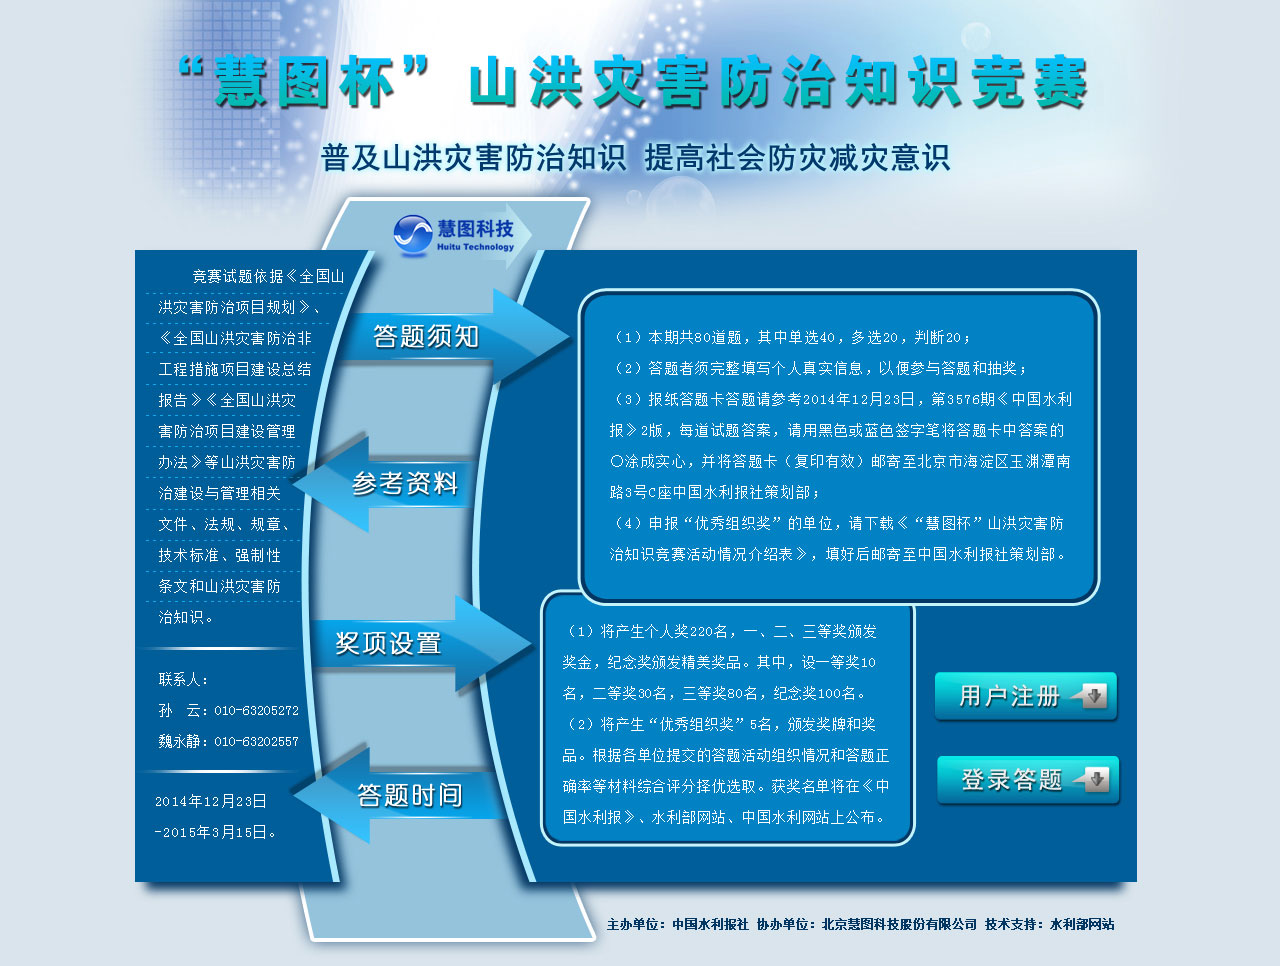 “慧图杯”山洪灾害防治知识竞赛
普及山洪灾害防治知识 提高社会防灾减灾意识
慧图科技
Huitu Technology
竞赛试题依据《全国山
洪灾害防治项目规划》、
《全国山洪灾害防治非
工程措施项目建设总结
报告》《全国山洪灾
害防治项目建设管理
办法》等山洪灾害防
治建设与管理相关
文件、法规、规章、
技术标准、强制性
条文和山洪灾害防
治知识。
联系人：
孙　云：010-63205272
魏永静：010-63202557
2014年12月23日
-2015年3月15日。
答题须知
参考资料
奖项设置
答题时间
（1）本期共80道题，其中单选40，多选20，判断20；
（2）答题者须完整填写个人真实信息，以便参与答题和抽奖；
（3）报纸答题卡答题请参考2014年12月23日，第3576期《中国水利
报》2版，每道试题答案，请用黑色或蓝色签字笔将答题卡中答案的
〇涂成实心，并将答题卡（复印有效）邮寄至北京市海淀区玉渊潭南
路3号C座中国水利报社策划部；
（4）申报“优秀组织奖”的单位，请下载《“慧图杯”山洪灾害防
治知识竞赛活动情况介绍表》，填好后邮寄至中国水利报社策划部。
（1）将产生个人奖220名，一、二、三等奖颁发
奖金，纪念奖颁发精美奖品。其中，设一等奖10
名，二等奖30名，三等奖80名，纪念奖100名。
（2）将产生“优秀组织奖”5名，颁发奖牌和奖
品。根据各单位提交的答题活动组织情况和答题正
确率等材料综合评分择优选取。获奖名单将在《中
国水利报》、水利部网站、中国水利网站上公布。
用户注册
登录答题
主办单位：中国水利报社 协办单位：北京慧图科技股份有限公司 技术支持：水利部网站